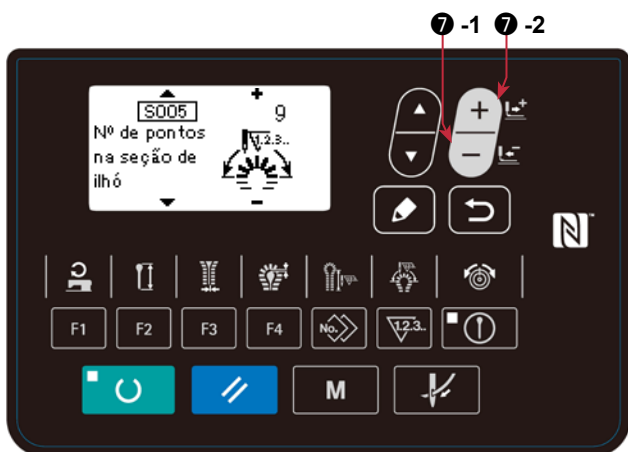 ❼ -1 ❼ -2
S005
9
Nº de pontos
na seção de
ilhó
1.2.3..
F1 F2 F3 F4 No. 1.2.3..
M